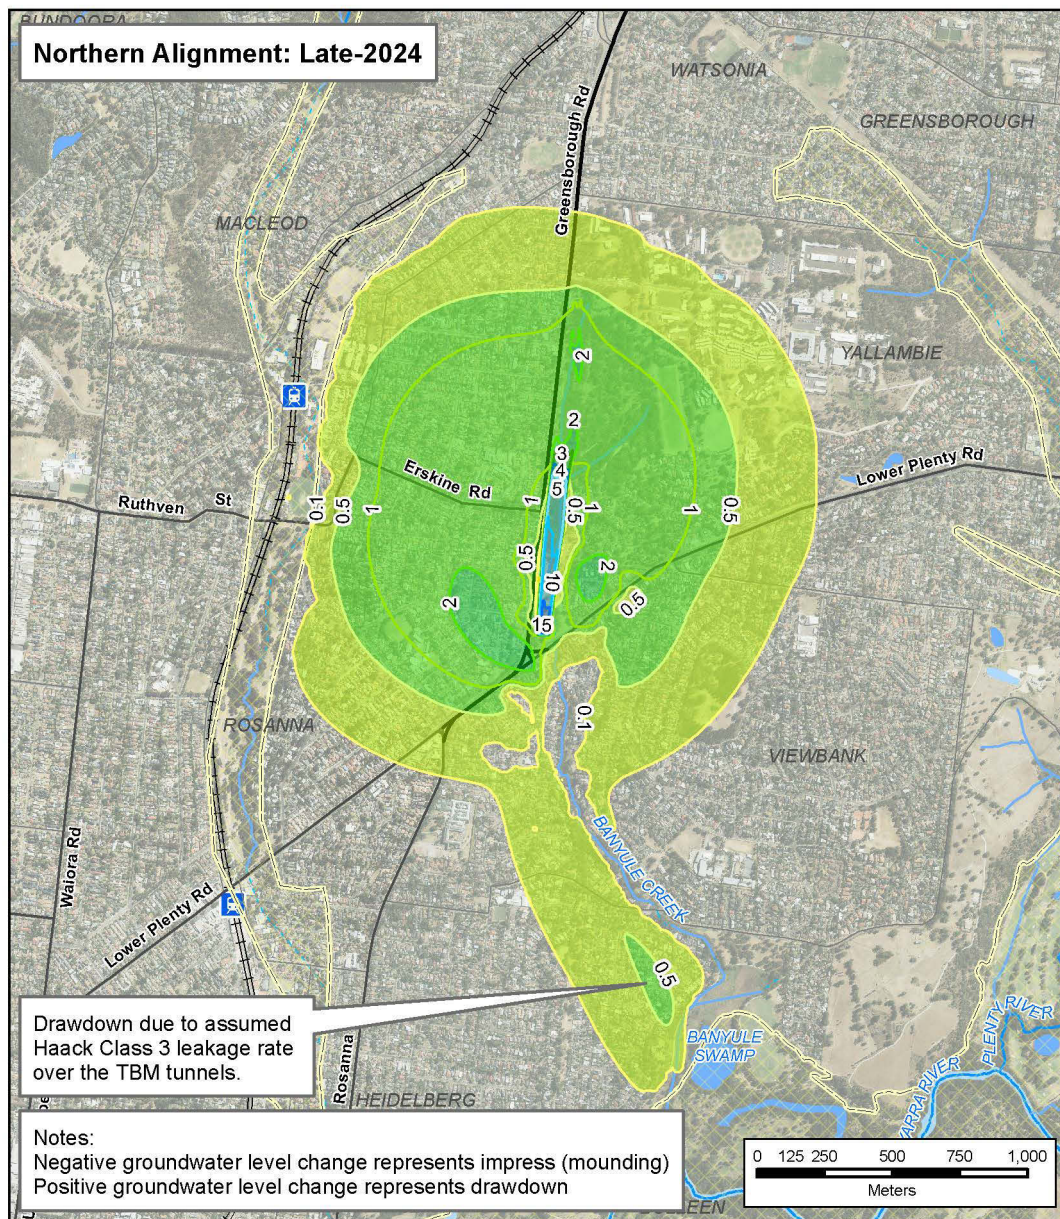 BUNDOORA
Northern Alignment: Late-2024
WATSONIA
GREENSBOROUGH
Greensborough Rd
MACLEOD
YALLAMBIE
2
2
3
4
5
Lower Plenty Rd
Erskine Rd
Ruthven St
0.1
0.5
1
1
0.5
1
1
0.5
0.5
10
2
2
0.5
15
ROSANNA
0.1
VIEWBANK
BANYULE CREEK
Waiora Rd
Lower Plenty Rd
0.5
Drawdown due to assumed
Haack Class 3 leakage rate
over the TBM tunnels.
BANYULE
SWAMP
PLENTY RIVER
Rosanna
HEIDELBERG
ARRA RIVER
Notes:
Negative groundwater level change represents impress (mounding)
Positive groundwater level change represents drawdown
0 125 250 500 750 1,000
Meters
LEEN